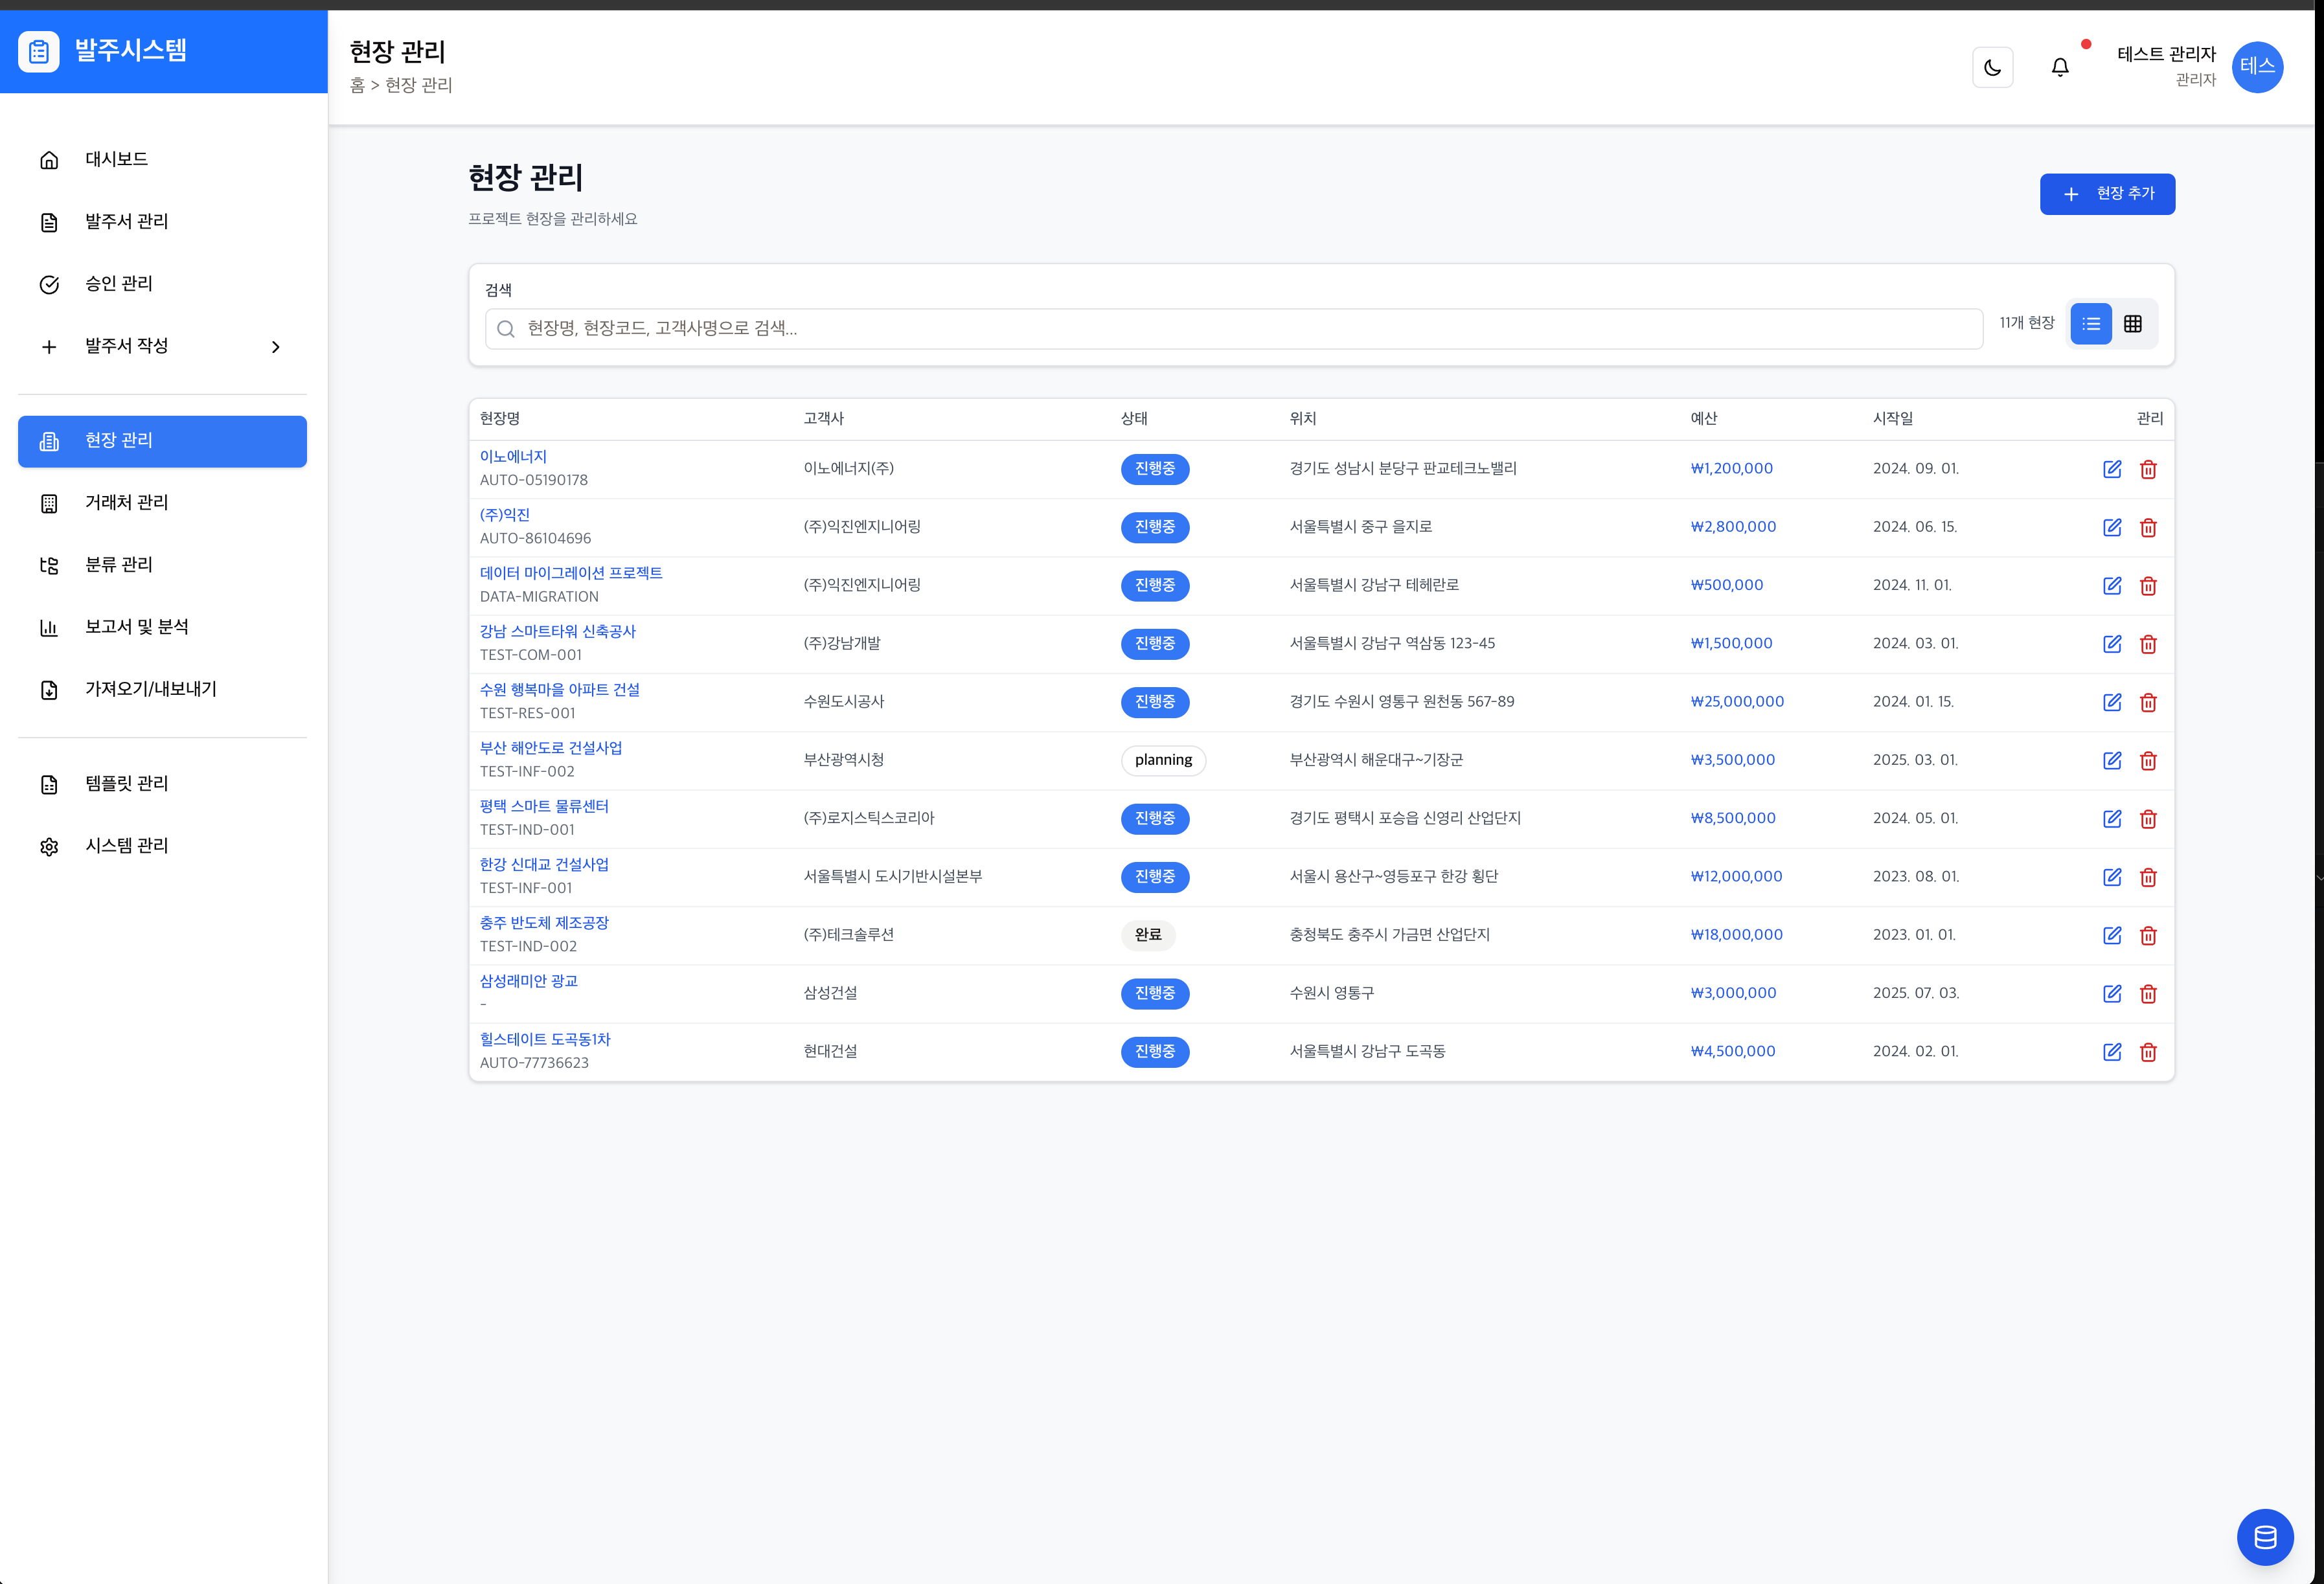 발주시스템
대시보드
발주서 관리
승인 관리
발주서 작성
현장 관리
거래처 관리
분류 관리
보고서 및 분석
가져오기/내보내기
템플릿 관리
시스템 관리
현장 관리
홈 > 현장 관리
테스트 관리자
관리자
테스
현장 관리
프로젝트 현장을 관리하세요
현장 추가
검색
현장명, 현장코드, 고객사명으로 검색...
11개 현장
현장명 고객사 상태 위치 예산 시작일 관리
이노에너지
AUTO-05190178
이노에너지(주) 진행중 경기도 성남시 분당구 판교테크노밸리 ₩1,200,000 2024. 09. 01.
(주)익진
AUTO-86104696
(주)익진엔지니어링 진행중 서울특별시 중구 을지로 ₩2,800,000 2024. 06. 15.
데이터 마이그레이션 프로젝트
DATA-MIGRATION
(주)익진엔지니어링 진행중 서울특별시 강남구 테헤란로 ₩500,000 2024. 11. 01.
강남 스마트타워 신축공사
TEST-COM-001
(주)강남개발 진행중 서울특별시 강남구 역삼동 123-45 ₩1,500,000 2024. 03. 01.
수원 행복마을 아파트 건설
TEST-RES-001
수원도시공사 진행중 경기도 수원시 영통구 원천동 567-89 ₩25,000,000 2024. 01. 15.
부산 해안도로 건설사업
TEST-INF-002
부산광역시청 planning 부산광역시 해운대구~기장군 ₩3,500,000 2025. 03. 01.
평택 스마트 물류센터
TEST-IND-001
(주)로지스틱스코리아 진행중 경기도 평택시 포승읍 신영리 산업단지 ₩8,500,000 2024. 05. 01.
한강 신대교 건설사업
TEST-INF-001
서울특별시 도시기반시설본부 진행중 서울시 용산구~영등포구 한강 횡단 ₩12,000,000 2023. 08. 01.
충주 반도체 제조공장
TEST-IND-002
(주)테크솔루션 완료 충청북도 충주시 가금면 산업단지 ₩18,000,000 2023. 01. 01.
삼성래미안 광교
-
삼성건설 진행중 수원시 영통구 ₩3,000,000 2025. 07. 03.
힐스테이트 도곡동1차
AUTO-77736623
현대건설 진행중 서울특별시 강남구 도곡동 ₩4,500,000 2024. 02. 01.